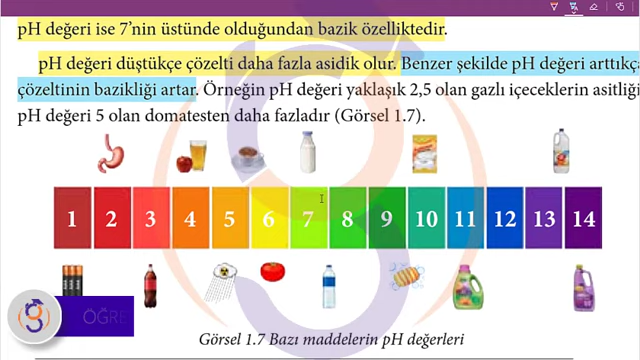 pH değeri ise 7’nin üstünde olduğundan bazik özelliktedir.
pH değeri düştükçe çözelti daha fazla asidik olur. Benzer şekilde pH değeri arttıkça
çözeltinin bazikliği artar. Örneğin pH değeri yaklaşık 2,5 olan gazlı içeceklerin asitliği
pH değeri 5 olan domatesten daha fazladır (Görsel 1.7).
1 2 3 4 5 6 7 8 9 10 11 12 13 14
Görsel 1.7 Bazı maddelerin pH değerleri